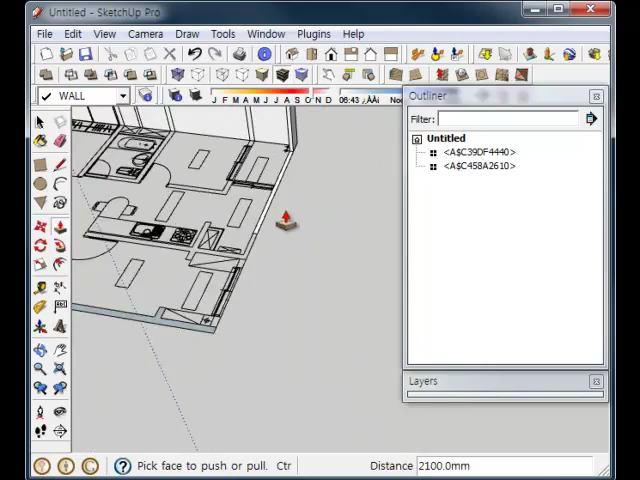 Untitled - SketchUp Pro
File Edit View Camera Draw Tools Window Plugins Help
WALL
J F M A M J J A S O N D 06:43
Outliner
Filter:
Untitled
<A$C39DF4440>
<A$C458A2610>
Layers
Pick face to push or pull. Ctr
Distance 2100.0mm